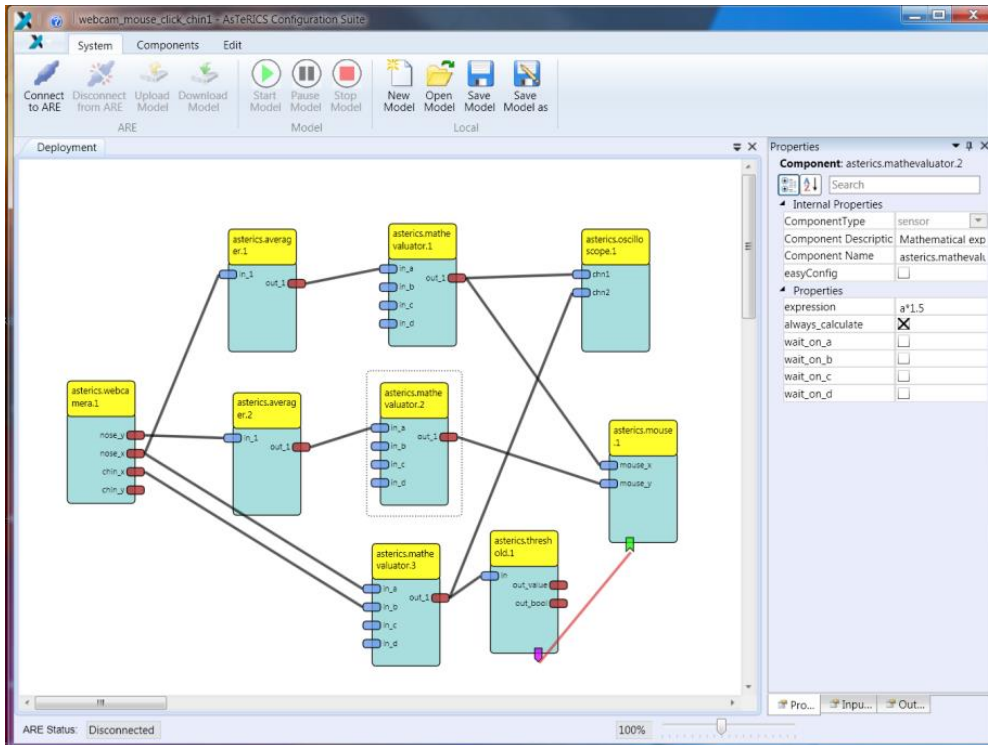 webcam_mouse_click_chin1 - AsTeRICS Configuration Suite
System Components Edit
Connect to ARE
Disconnect from ARE
Upload Model
Download Model
ARE
Start Model
Pause Model
Stop Model
Model
New Model
Open Model
Save Model
Save Model as
Local
Deployment
asterics.averag
er.1
in_1
out_1
asterics.mathe
valuator.1
in_a
in_b
in_c
in_d
out_1
asterics.oscillo
scope.1
chn1
chn2
asterics.webca
mera.1
nose_y
nose_x
chin_x
chin_y
asterics.averag
er.2
in_1
out_1
asterics.mathe
valuator.2
in_a
in_b
in_c
in_d
out_1
asterics.mouse
.1
mouse_x
mouse_y
asterics.mathe
valuator.3
in_a
in_b
in_c
in_d
out_1
asterics.thresh
old.1
in
out_value
out_bool
Properties
Component: asterics.mathevaluator.2
Search
Internal Properties
ComponentType sensor
Component Descriptic Mathematical exp
Component Name asterics.mathevalu
easyConfig
Properties
expression a*1.5
always_calculate
wait_on_a
wait_on_b
wait_on_c
wait_on_d
Pro... Inpu... Out...
ARE Status: Disconnected
100%